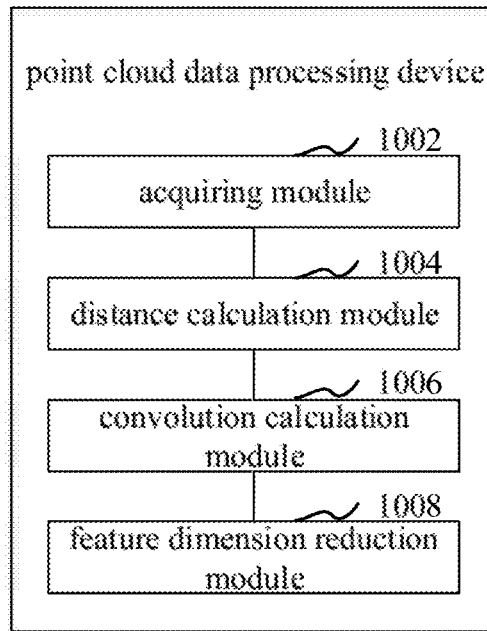 point cloud data processing device
1002
acquiring module
1004
distance calculation module
1006
convolution calculation
module
1008
feature dimension reduction
module